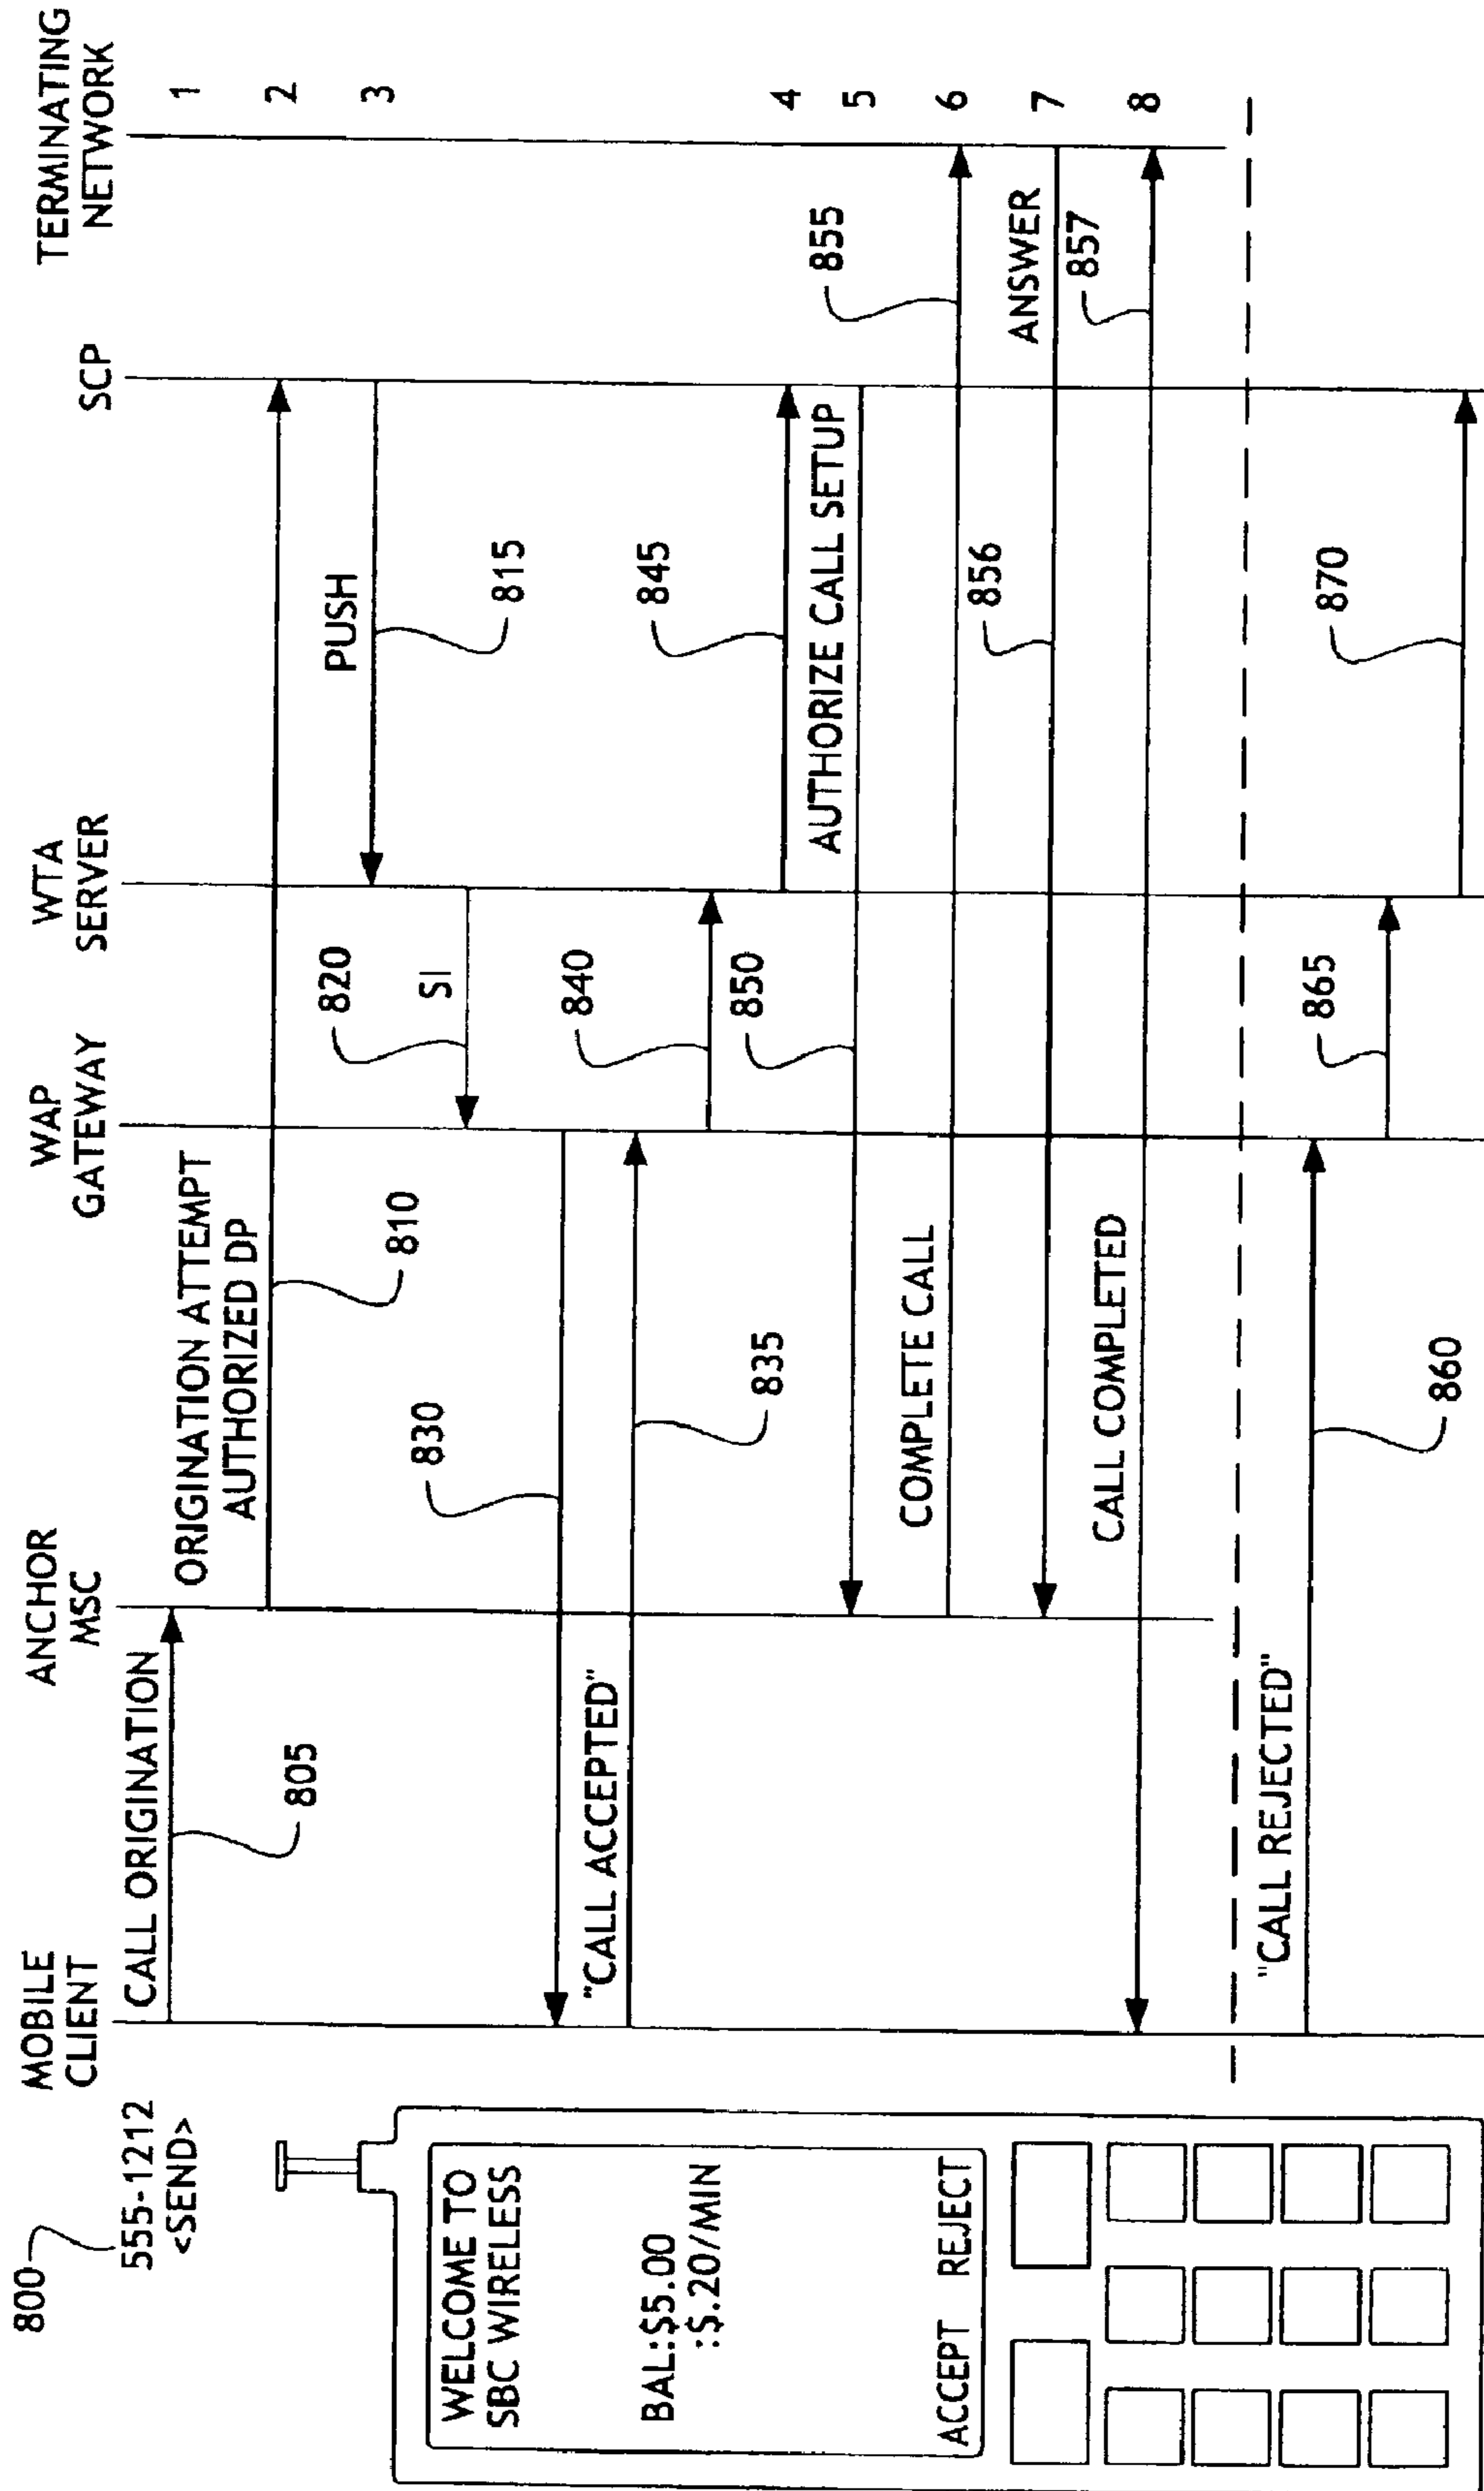 800
555-1212
<SEND>
MOBILE
CLIENT
ANCHOR
MSC
WAP
GATEWAY
WTA
SERVER
SCP
TERMINATING
NETWORK
CALL ORIGINATION
805
1
ORIGINATION ATTEMPT
AUTHORIZED DP
810
2
PUSH
815
3
820
SI
830
"CALL ACCEPTED"
835
840
845
4
850
AUTHORIZE CALL SETUP
5
COMPLETE CALL
855
6
856
ANSWER
7
CALL COMPLETED
857
8
"CALL REJECTED"
860
865
870
WELCOME TO
SBC WIRELESS
BAL:$5.00
:$.20/MIN
ACCEPT REJECT